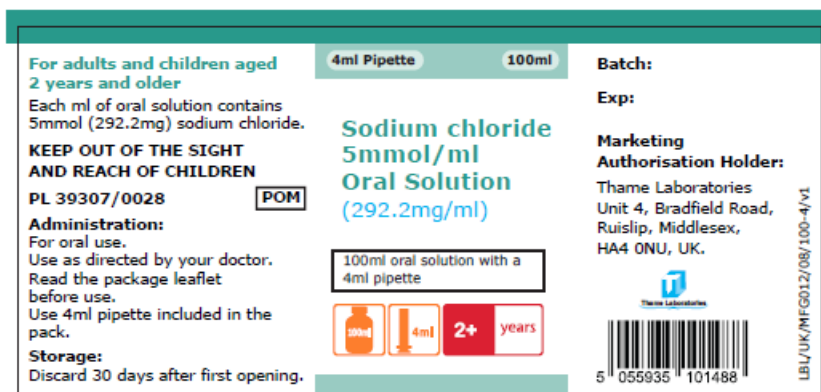 For adults and children aged
2 years and older
Each ml of oral solution contains
5mmol (292.2mg) sodium chloride.
KEEP OUT OF THE SIGHT
AND REACH OF CHILDREN
PL 39307/0028
POM
Administration:
For oral use.
Use as directed by your doctor.
Read the package leaflet
before use.
Use 4ml pipette included in the
pack.
Storage:
Discard 30 days after first opening.
4ml Pipette
100ml
Sodium chloride
5mmol/ml
Oral Solution
(292.2mg/ml)
100ml oral solution with a
4ml pipette
100ml
4ml
2+
years
Batch:
Exp:
Marketing
Authorisation Holder:
Thame Laboratories
Unit 4, Bradfield Road,
Ruislip, Middlesex,
HA4 0NU, UK.
Thame Laboratories
5 055935 101488
LBL/UK/MFG012/08/100-4/v1